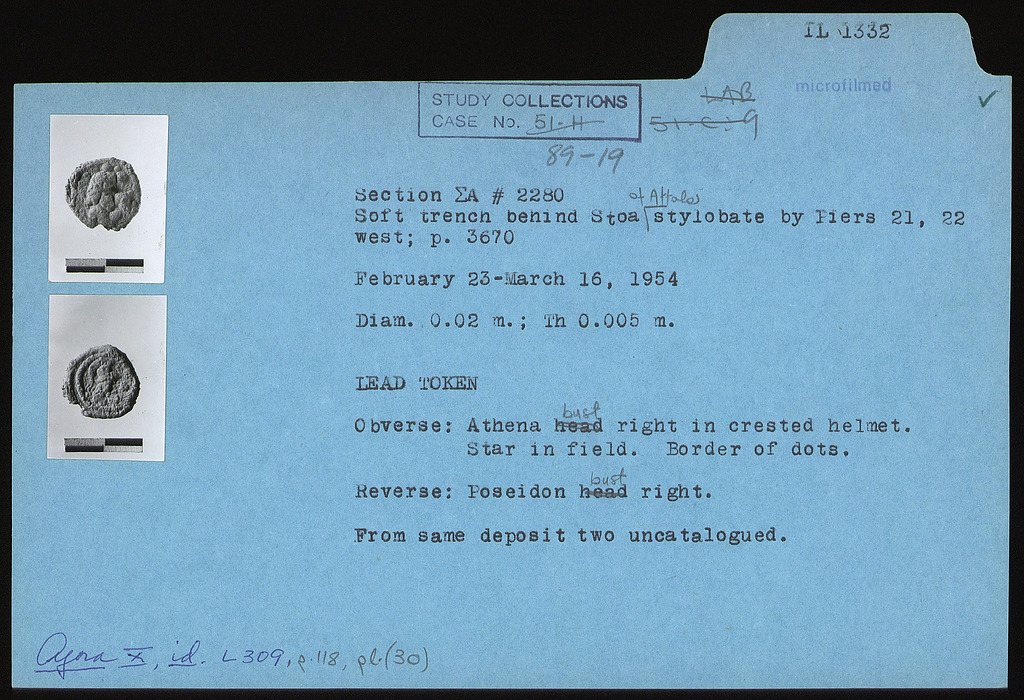 IL 1332
microfilmed
✓
STUDY COLLECTIONS
CASE No. 51-H
LAB
51-C-9
89-19
Section ΣA # 2280
of Attalos
Soft trench behind Stoa stylobate by Piers 21, 22
west; p. 3670
February 23-March 16, 1954
Diam. 0.02 m.; Th 0.005 m.
LEAD TOKEN
bust
Obverse: Athena head right in crested helmet.
Star in field. Border of dots.
bust
Reverse: Poseidon head right.
From same deposit two uncatalogued.
Agora X, id. L309, p. 118, pl. (30)